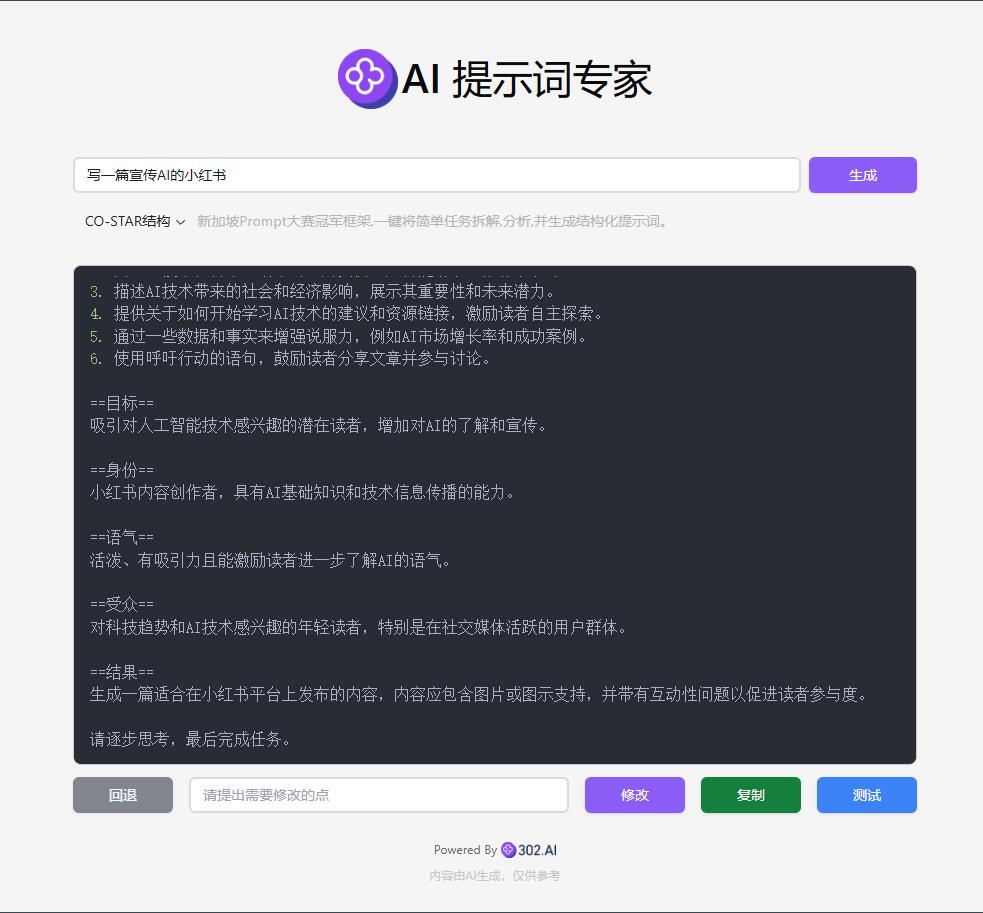 AI 提示词专家
写一篇宣传AI的小红书
生成
CO-STAR结构 新加坡Prompt大赛冠军框架,一键将简单任务拆解,分析,并生成结构化提示词。
3. 描述AI技术带来的社会和经济影响，展示其重要性和未来潜力。
4. 提供关于如何开始学习AI技术的建议和资源链接，激励读者自主探索。
5. 通过一些数据和事实来增强说服力，例如AI市场增长率和成功案例。
6. 使用呼吁行动的语句，鼓励读者分享文章并参与讨论。
==目标==
吸引对人工智能技术感兴趣的潜在读者，增加对AI的了解和宣传。
==身份==
小红书内容创作者，具有AI基础知识和技术信息传播的能力。
==语气==
活泼、有吸引力且能激励读者进一步了解AI的语气。
==受众==
对科技趋势和AI技术感兴趣的年轻读者，特别是在社交媒体活跃的用户群体。
==结果==
生成一篇适合在小红书平台上发布的内容，内容应包含图片或图示支持，并带有互动性问题以促进读者参与度。
请逐步思考，最后完成任务。
回退
请提出需要修改的点
修改
复制
测试
Powered By 302.AI
内容由AI生成，仅供参考